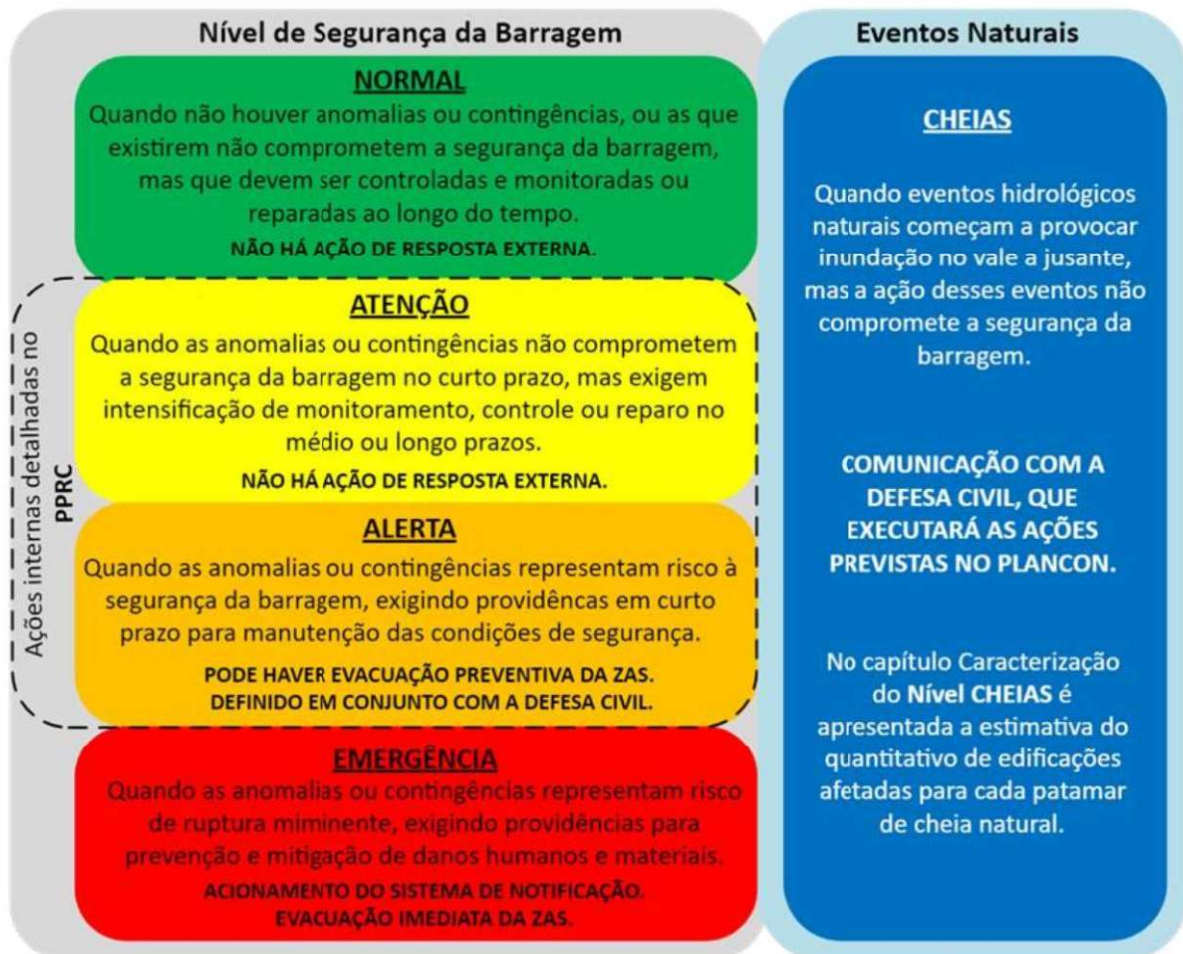 Nível de Segurança da Barragem
NORMAL
Quando não houver anomalias ou contingências, ou as que
existirem não comprometem a segurança da barragem,
mas que devem ser controladas e monitoradas ou
reparadas ao longo do tempo.
NÃO HÁ AÇÃO DE RESPOSTA EXTERNA.
Ações internas detalhadas no
PPRC
ATENÇÃO
Quando as anomalias ou contingências não comprometem
a segurança da barragem no curto prazo, mas exigem
intensificação de monitoramento, controle ou reparo no
médio ou longo prazos.
NÃO HÁ AÇÃO DE RESPOSTA EXTERNA.
ALERTA
Quando as anomalias ou contingências representam risco à
segurança da barragem, exigindo providêncas em curto
prazo para manutenção das condições de segurança.
PODE HAVER EVACUAÇÃO PREVENTIVA DA ZAS.
DEFINIDO EM CONJUNTO COM A DEFESA CIVIL.
EMERGÊNCIA
Quando as anomalias ou contingências representam risco
de ruptura miminente, exigindo providências para
prevenção e mitigação de danos humanos e materiais.
ACIONAMENTO DO SISTEMA DE NOTIFICAÇÃO.
EVACUAÇÃO IMEDIATA DA ZAS.
Eventos Naturais
CHEIAS
Quando eventos hidrológicos
naturais começam a provocar
inundação no vale a jusante,
mas a ação desses eventos não
compromete a segurança da
barragem.
COMUNICAÇÃO COM A
DEFESA CIVIL, QUE
EXECUTARÁ AS AÇÕES
PREVISTAS NO PLANCON.
No capítulo Caracterização
do Nível CHEIAS é
apresentada a estimativa do
quantitativo de edificações
afetadas para cada patamar
de cheia natural.